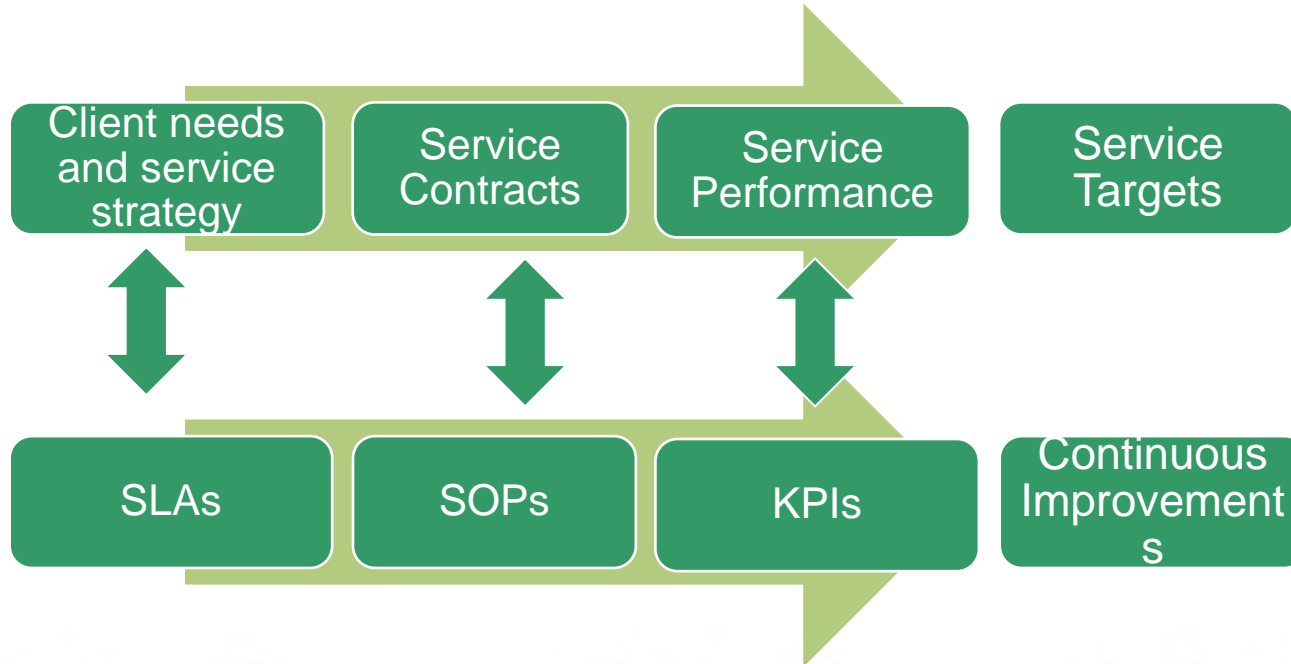 Client needs
and service
strategy
Service
Contracts
Service
Performance
Service
Targets
SLAs
SOPs
KPIs
Continuous
Improvement
s